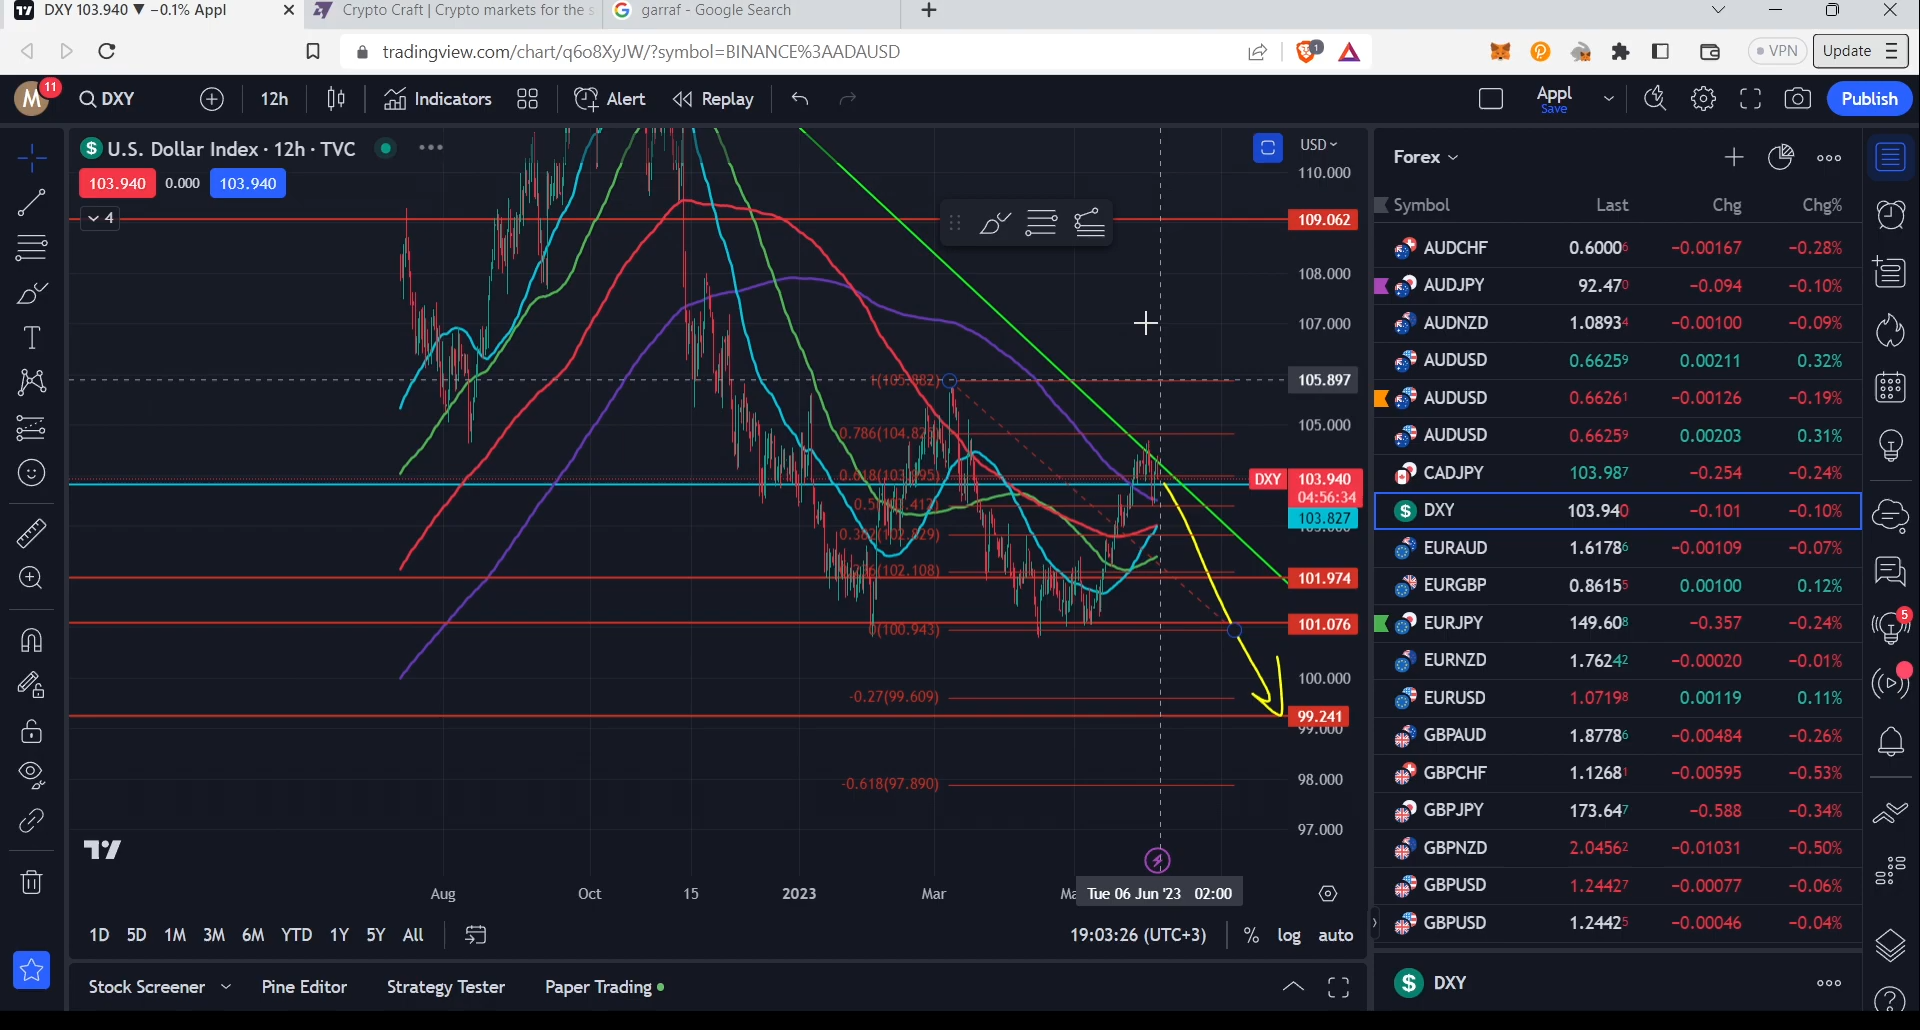 DXY 103.940 ▼ −0.1% Appl
Crypto Craft | Crypto markets for the s
garraf - Google Search
tradingview.com/chart/q6o8XyJW/?symbol=BINANCE%3AADAUSD
1
VPN
Update
M
11
DXY
12h
Indicators
Alert
Replay
Appl
Save
Publish
U.S. Dollar Index · 12h · TVC
103.940
0.000
103.940
4
USD
110.000
109.062
108.000
107.000
1(105.882)
105.897
105.000
0.618(103.895)
DXY
103.940
04:56:34
103.827
0.382(102.829)
101.974
101.076
0(100.943)
100.000
-0.27(99.609)
99.241
99.000
98.000
-0.618(97.890)
97.000
Aug
Oct
15
2023
Mar
Tue 06 Jun '23 02:00
1D
5D
1M
3M
6M
YTD
1Y
5Y
All
19:03:26 (UTC+3)
%
log
auto
Stock Screener
Pine Editor
Strategy Tester
Paper Trading
Forex
Symbol Last Chg Chg%
AUDCHF 0.60006 −0.00167 −0.28%
AUDJPY 92.470 −0.094 −0.10%
AUDNZD 1.08934 −0.00100 −0.09%
AUDUSD 0.66259 0.00211 0.32%
AUDUSD 0.66261 −0.00126 −0.19%
AUDUSD 0.66259 0.00203 0.31%
CADJPY 103.987 −0.254 −0.24%
DXY 103.940 −0.101 −0.10%
EURAUD 1.61786 −0.00109 −0.07%
EURGBP 0.86155 0.00100 0.12%
EURJPY 149.608 −0.357 −0.24%
EURNZD 1.76242 −0.00020 −0.01%
EURUSD 1.07198 0.00119 0.11%
GBPAUD 1.87786 −0.00484 −0.26%
GBPCHF 1.12681 −0.00595 −0.53%
GBPJPY 173.647 −0.588 −0.34%
GBPNZD 2.04562 −0.01031 −0.50%
GBPUSD 1.24427 −0.00077 −0.06%
GBPUSD 1.24425 −0.00046 −0.04%
DXY
5